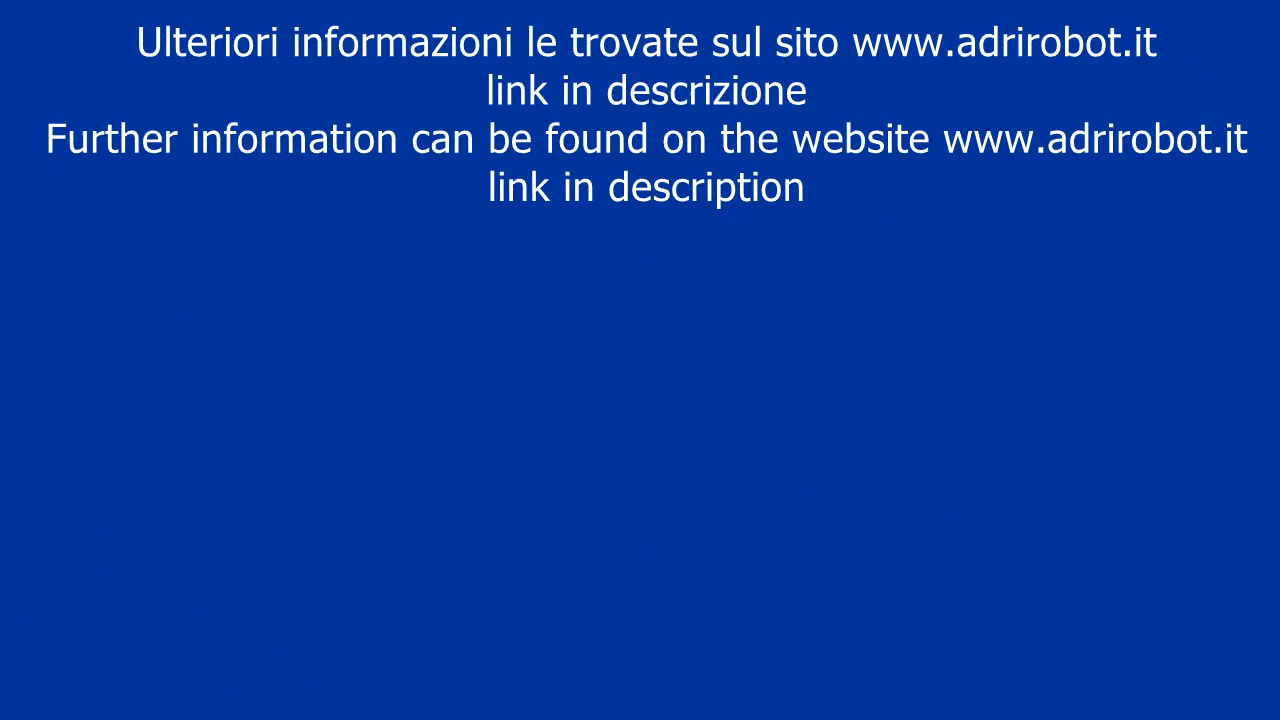 Ulteriori informazioni le trovate sul sito www.adrirobot.it
link in descrizione
Further information can be found on the website www.adrirobot.it
link in description